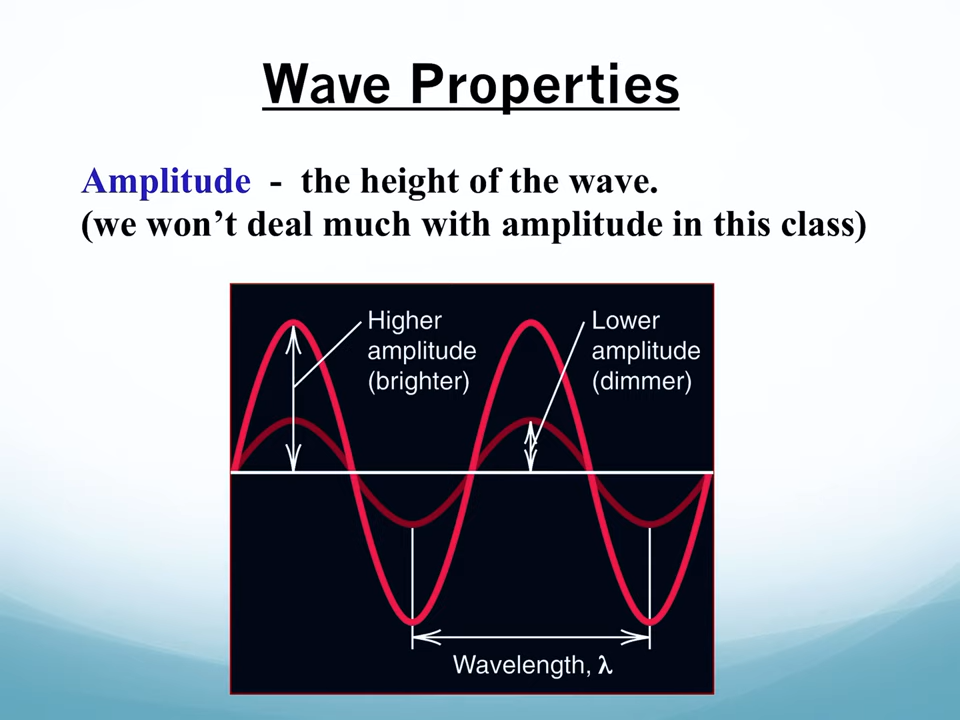 Wave Properties
Amplitude - the height of the wave.
(we won’t deal much with amplitude in this class)
Higher
amplitude
(brighter)
Lower
amplitude
(dimmer)
Wavelength, λ